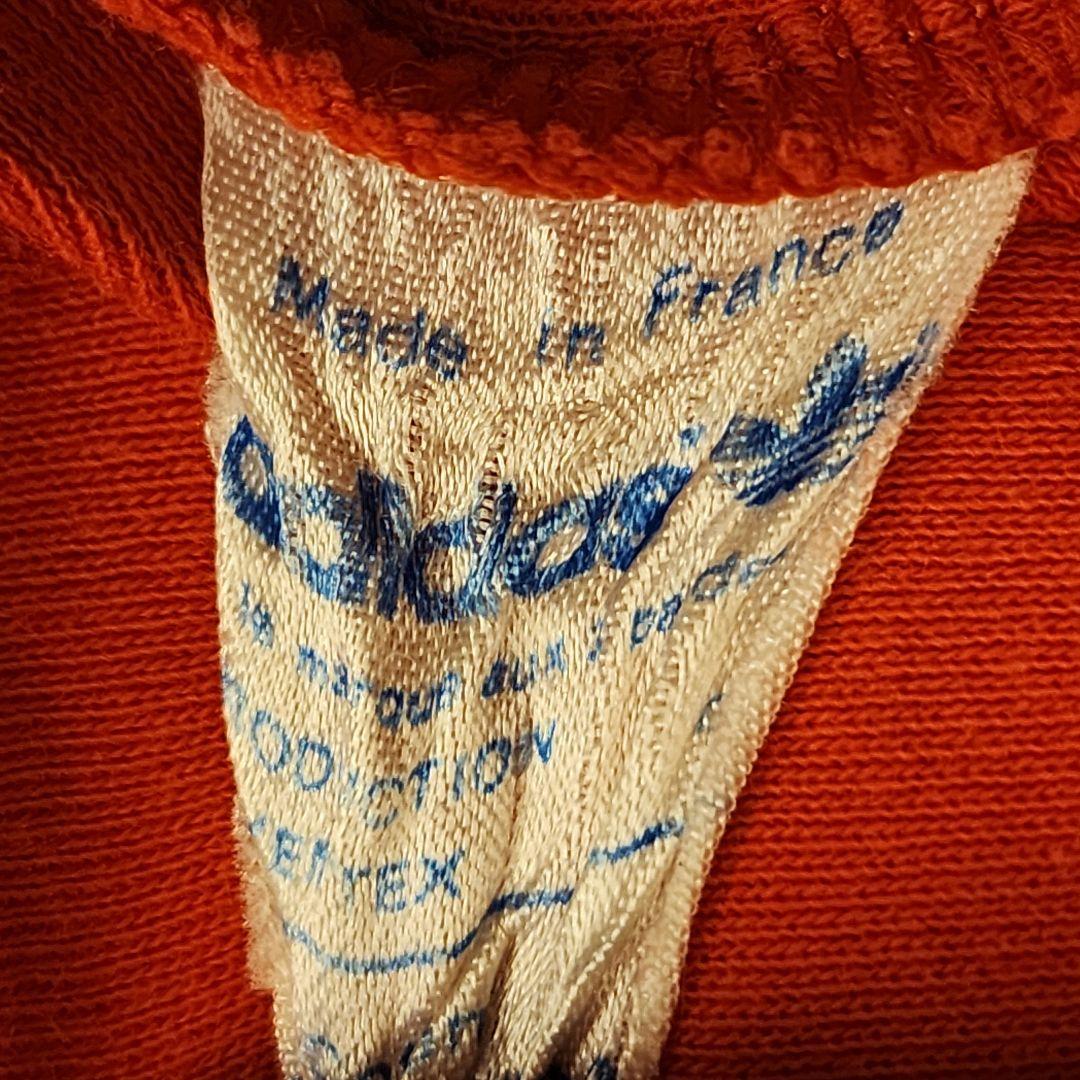 Made in France
adidas
la marque aux 3 bandes
PRODUCTION
VENTEX